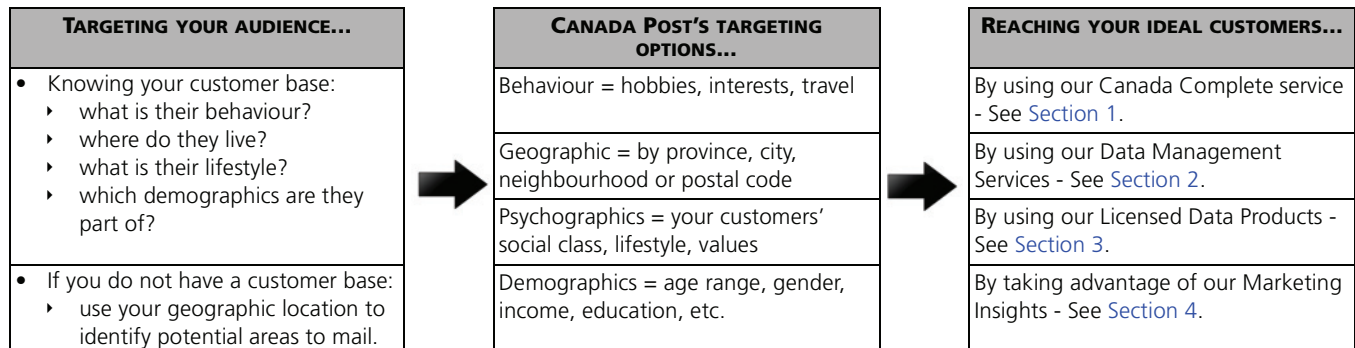 TARGETING YOUR AUDIENCE...
• Knowing your customer base:
‣ what is their behaviour?
‣ where do they live?
‣ what is their lifestyle?
‣ which demographics are they
part of?
• If you do not have a customer base:
‣ use your geographic location to
identify potential areas to mail.
CANADA POST'S TARGETING
OPTIONS...
Behaviour = hobbies, interests, travel
Geographic = by province, city,
neighbourhood or postal code
Psychographics = your customers'
social class, lifestyle, values
Demographics = age range, gender,
income, education, etc.
REACHING YOUR IDEAL CUSTOMERS...
By using our Canada Complete service
- See Section 1.
By using our Data Management
Services - See Section 2.
By using our Licensed Data Products -
See Section 3.
By taking advantage of our Marketing
Insights - See Section 4.